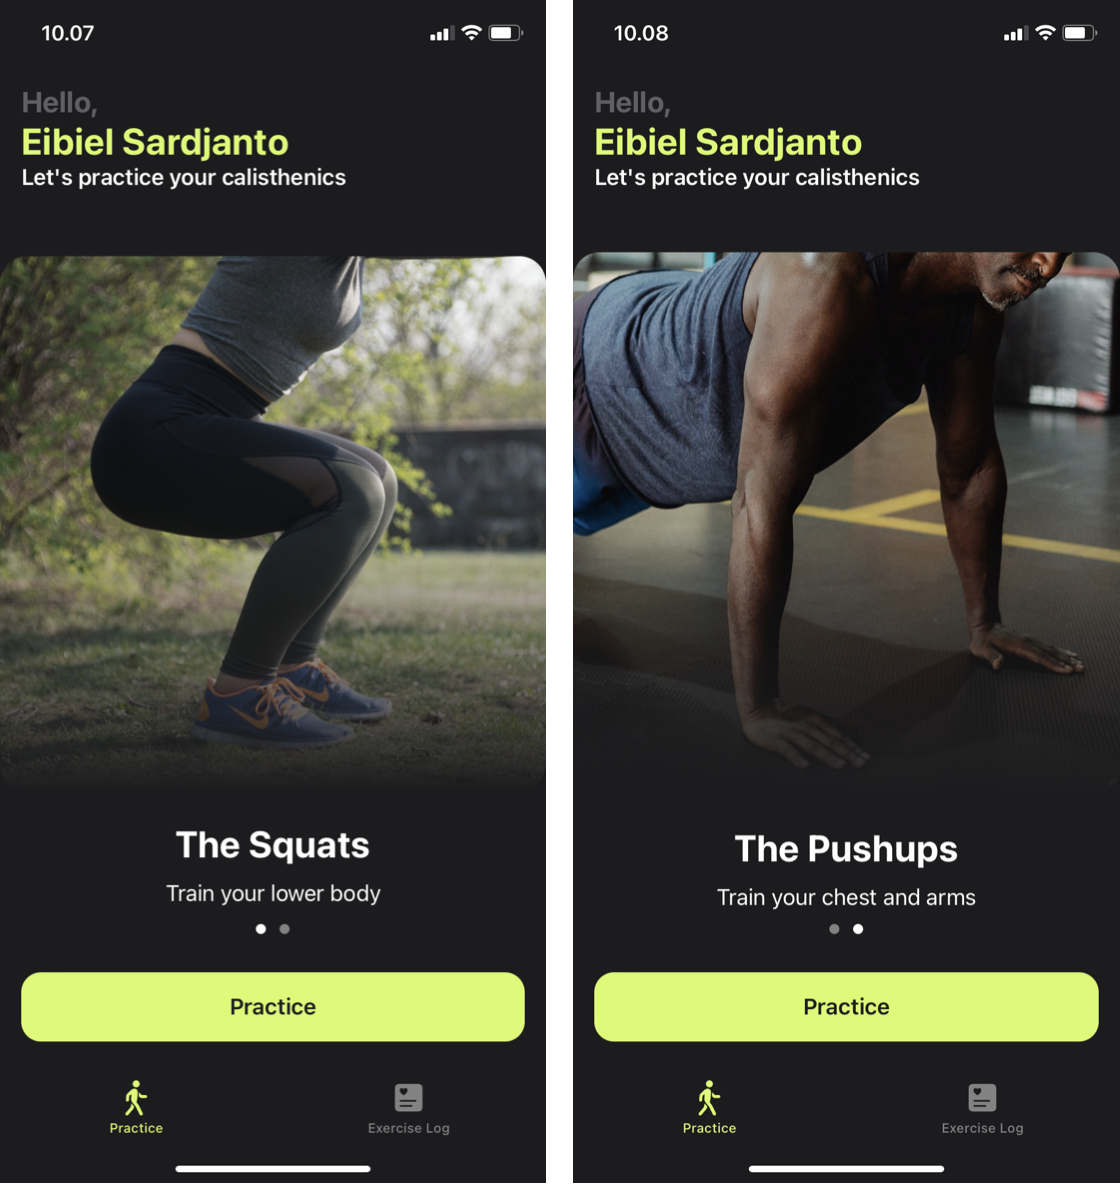 10.07
Hello,
Eibiel Sardjanto
Let's practice your calisthenics
The Squats
Train your lower body
Practice
Practice
Exercise Log
10.08
Hello,
Eibiel Sardjanto
Let's practice your calisthenics
The Pushups
Train your chest and arms
Practice
Practice
Exercise Log